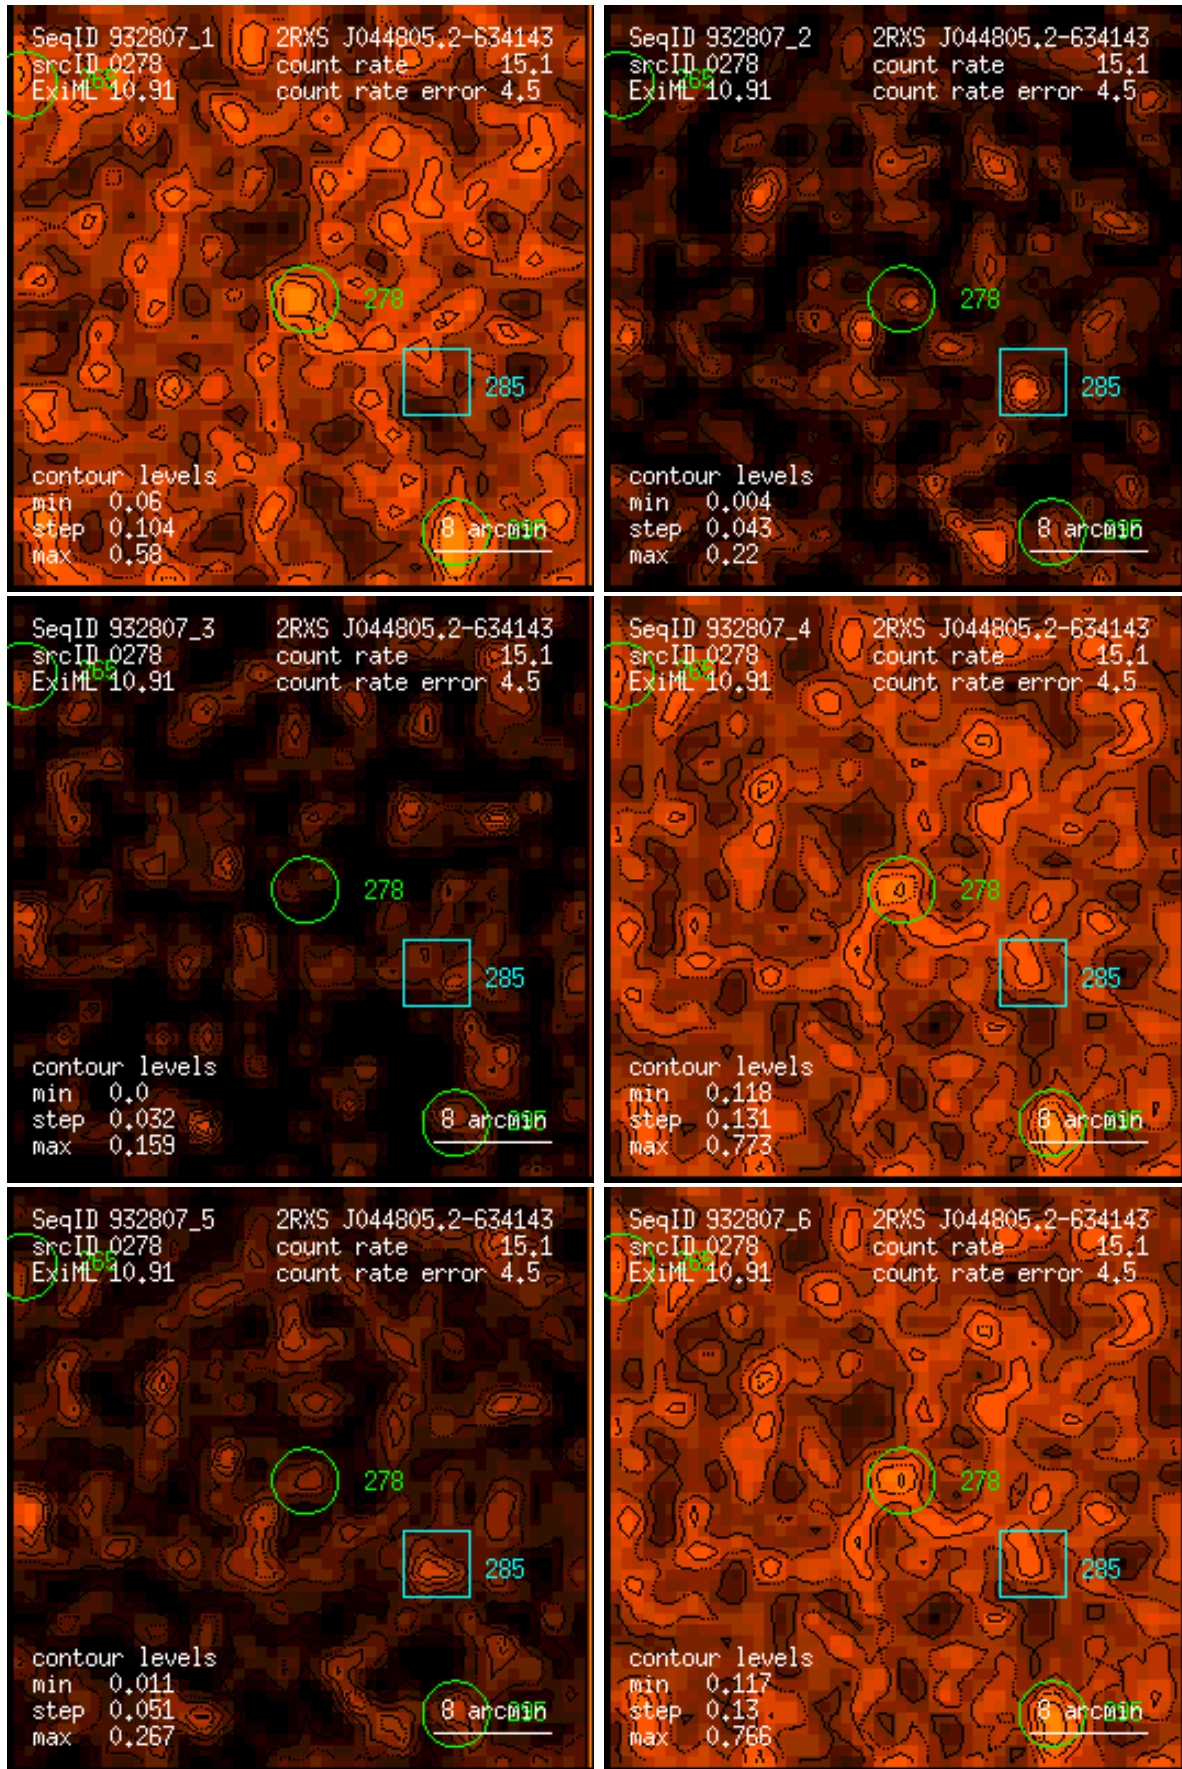 SeqID 932807_1 2RXS J044805.2-634143
srcID 0278 count rate 15.1
265
ExiML 10.91 count rate error 4.5
278
285
contour levels
min 0.06
step 0.104
8 arcmin
max 0.58
SeqID 932807_2 2RXS J044805.2-634143
srcID 0278 count rate 15.1
265
ExiML 10.91 count rate error 4.5
278
285
contour levels
min 0.004
step 0.043
8 arcmin
max 0.22
SeqID 932807_3 2RXS J044805.2-634143
srcID 0278 count rate 15.1
265
ExiML 10.91 count rate error 4.5
278
285
contour levels
min 0.0
step 0.032
8 arcmin
max 0.159
SeqID 932807_4 2RXS J044805.2-634143
srcID 0278 count rate 15.1
265
ExiML 10.91 count rate error 4.5
278
285
contour levels
min 0.118
step 0.131
8 arcmin
max 0.773
SeqID 932807_5 2RXS J044805.2-634143
srcID 0278 count rate 15.1
265
ExiML 10.91 count rate error 4.5
278
285
contour levels
min 0.011
step 0.051
8 arcmin
max 0.267
SeqID 932807_6 2RXS J044805.2-634143
srcID 0278 count rate 15.1
265
ExiML 10.91 count rate error 4.5
278
285
contour levels
min 0.117
step 0.13
8 arcmin
max 0.766